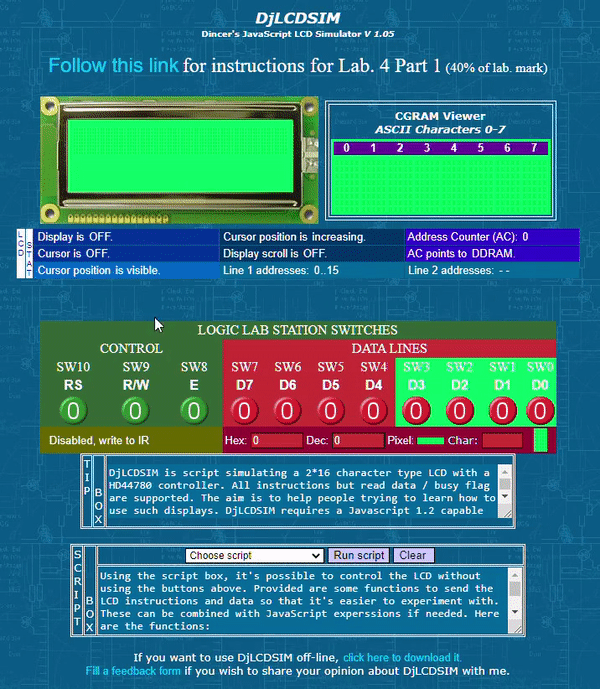 DjLCDSIM
Dincer's JavaScript LCD Simulator V 1.05
Follow this link for instructions for Lab. 4 Part 1 (40% of lab. mark)
CGRAM Viewer
ASCII Characters 0-7
0 1 2 3 4 5 6 7
LCD STAT
Display is OFF. Cursor position is increasing. Address Counter (AC): 0
Cursor is OFF. Display scroll is OFF. AC points to DDRAM.
Cursor position is visible. Line 1 addresses: 0..15 Line 2 addresses: - -
LOGIC LAB STATION SWITCHES
CONTROL DATA LINES
SW10 SW9 SW8 SW7 SW6 SW5 SW4 SW3 SW2 SW1 SW0
RS R/W E D7 D6 D5 D4 D3 D2 D1 D0
0 0 0 0 0 0 0 0 0 0 0
Disabled, write to IR Hex: 0 Dec: 0 Pixel: Char:
TIP BOX
DjLCDSIM is script simulating a 2*16 character type LCD with a
HD44780 controller. All instructions but read data / busy flag
are supported. The aim is to help people trying to learn how to
use such displays. DjLCDSIM requires a Javascript 1.2 capable
SCRIPT BOX
Choose script Run script Clear
Using the script box, it's possible to control the LCD without
using the buttons above. Provided are some functions to send the
LCD instructions and data so that it's easier to experiment with.
These can be combined with JavaScript experssions if needed. Here
are the functions:
If you want to use DjLCDSIM off-line, click here to download it.
Fill a feedback form if you wish to share your opinion about DjLCDSIM with me.